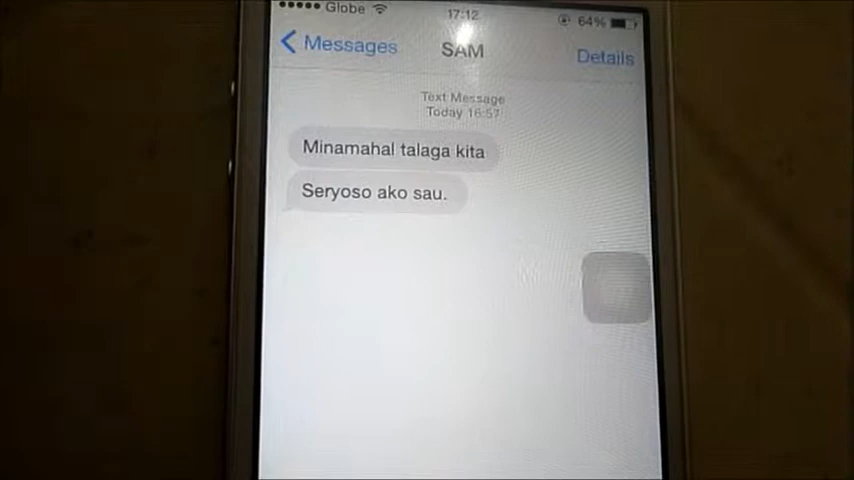 Globe
17:12
64%
Messages
SAM
Details
Text Message
Today 16:57
Minamahal talaga kita
Seryoso ako sau.